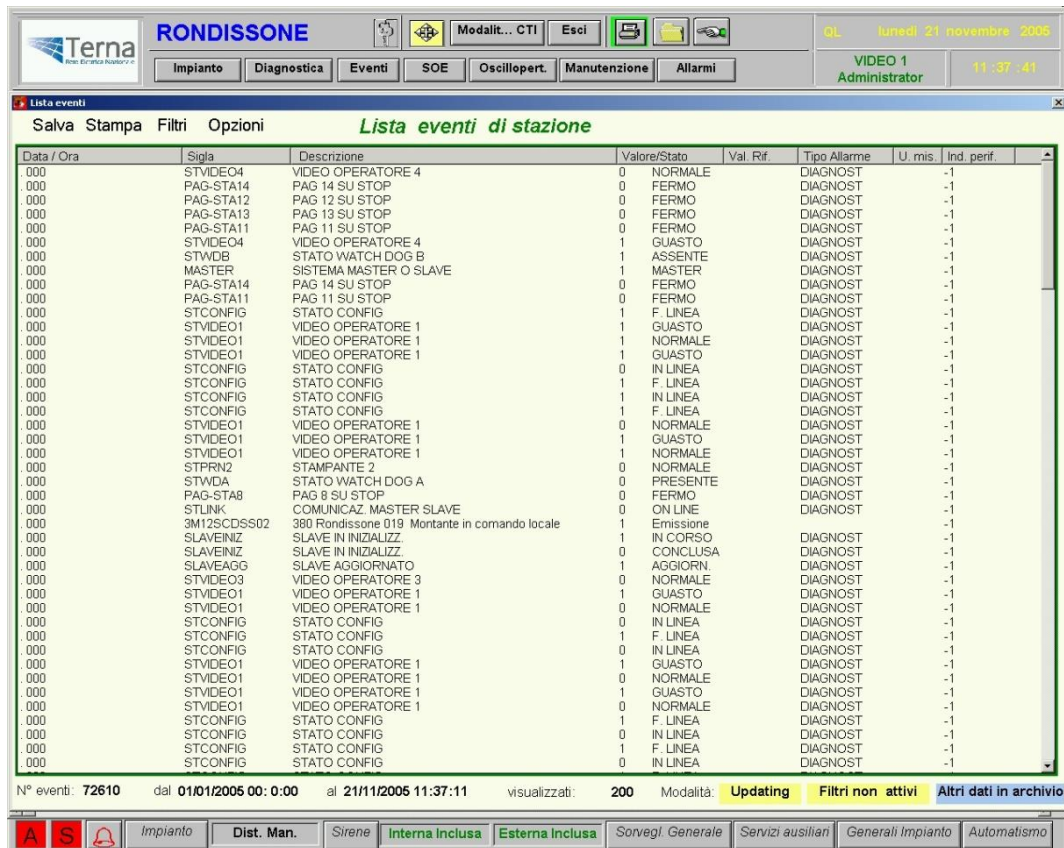 Terna
Rete Elettrica Nazionale
RONDISSONE
Modalit... CTI
Esci
QL lunedì 21 novembre 2005
Impianto Diagnostica Eventi SOE Oscillopert. Manutenzione Allarmi
VIDEO 1
Administrator
11:37:41
Lista eventi
Salva Stampa Filtri Opzioni Lista eventi di stazione
Data / Ora Sigla Descrizione Valore/Stato Val. Rif. Tipo Allarme U. mis. Ind. perif.
.000 STVIDEO4 VIDEO OPERATORE 4 0 NORMALE DIAGNOST -1
.000 PAG-STA14 PAG 14 SU STOP 0 FERMO DIAGNOST -1
.000 PAG-STA12 PAG 12 SU STOP 0 FERMO DIAGNOST -1
.000 PAG-STA13 PAG 13 SU STOP 0 FERMO DIAGNOST -1
.000 PAG-STA11 PAG 11 SU STOP 0 FERMO DIAGNOST -1
.000 STVIDEO4 VIDEO OPERATORE 4 1 GUASTO DIAGNOST -1
.000 STWDB STATO WATCH DOG B 1 ASSENTE DIAGNOST -1
.000 MASTER SISTEMA MASTER O SLAVE 1 MASTER DIAGNOST -1
.000 PAG-STA14 PAG 14 SU STOP 0 FERMO DIAGNOST -1
.000 PAG-STA11 PAG 11 SU STOP 0 FERMO DIAGNOST -1
.000 STCONFIG STATO CONFIG 1 F. LINEA DIAGNOST -1
.000 STVIDEO1 VIDEO OPERATORE 1 1 GUASTO DIAGNOST -1
.000 STVIDEO1 VIDEO OPERATORE 1 1 NORMALE DIAGNOST -1
.000 STVIDEO1 VIDEO OPERATORE 1 1 GUASTO DIAGNOST -1
.000 STCONFIG STATO CONFIG 0 IN LINEA DIAGNOST -1
.000 STCONFIG STATO CONFIG 1 F. LINEA DIAGNOST -1
.000 STCONFIG STATO CONFIG 1 IN LINEA DIAGNOST -1
.000 STCONFIG STATO CONFIG 1 F. LINEA DIAGNOST -1
.000 STVIDEO1 VIDEO OPERATORE 1 0 NORMALE DIAGNOST -1
.000 STVIDEO1 VIDEO OPERATORE 1 1 GUASTO DIAGNOST -1
.000 STVIDEO1 VIDEO OPERATORE 1 1 NORMALE DIAGNOST -1
.000 STPRN2 STAMPANTE 2 0 NORMALE DIAGNOST -1
.000 STWDA STATO WATCH DOG A 0 PRESENTE DIAGNOST -1
.000 PAG-STA8 PAG 8 SU STOP 0 FERMO DIAGNOST -1
.000 STLINK COMUNICAZ. MASTER SLAVE 0 ON LINE DIAGNOST -1
.000 3M12SCDSS02 380 Rondissone 019 Montante in comando locale 1 Emissione -1
.000 SLAVEINIZ SLAVE IN INIZIALIZZ. 1 IN CORSO DIAGNOST -1
.000 SLAVEINIZ SLAVE IN INIZIALIZZ. 0 CONCLUSA DIAGNOST -1
.000 SLAVEAGG SLAVE AGGIORNATO 1 AGGIORN. DIAGNOST -1
.000 STVIDEO3 VIDEO OPERATORE 3 0 NORMALE DIAGNOST -1
.000 STVIDEO1 VIDEO OPERATORE 1 1 GUASTO DIAGNOST -1
.000 STVIDEO1 VIDEO OPERATORE 1 0 NORMALE DIAGNOST -1
.000 STCONFIG STATO CONFIG 0 IN LINEA DIAGNOST -1
.000 STCONFIG STATO CONFIG 1 F. LINEA DIAGNOST -1
.000 STCONFIG STATO CONFIG 0 IN LINEA DIAGNOST -1
.000 STVIDEO1 VIDEO OPERATORE 1 1 GUASTO DIAGNOST -1
.000 STVIDEO1 VIDEO OPERATORE 1 0 NORMALE DIAGNOST -1
.000 STVIDEO1 VIDEO OPERATORE 1 1 GUASTO DIAGNOST -1
.000 STVIDEO1 VIDEO OPERATORE 1 0 NORMALE DIAGNOST -1
.000 STCONFIG STATO CONFIG 1 F. LINEA DIAGNOST -1
.000 STCONFIG STATO CONFIG 0 IN LINEA DIAGNOST -1
.000 STCONFIG STATO CONFIG 1 F. LINEA DIAGNOST -1
.000 STCONFIG STATO CONFIG 0 IN LINEA DIAGNOST -1
N° eventi: 72610 dal 01/01/2005 00: 0:00 al 21/11/2005 11:37:11 visualizzati: 200 Modalità: Updating Filtri non attivi Altri dati in archivio
A S Impianto Dist. Man. Sirene Interna Inclusa Esterna Inclusa Sorvegl. Generale Servizi ausiliari Generali Impianto Automatismo